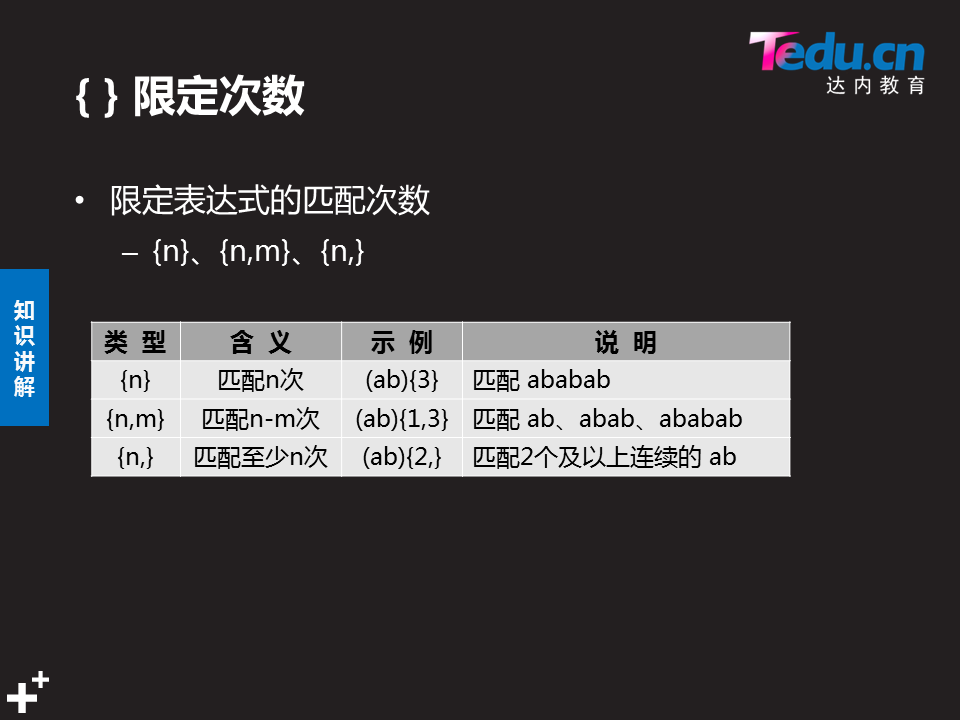 Tedu.cn
达内教育
{ } 限定次数
• 限定表达式的匹配次数
– {n}、{n,m}、{n,}
知识讲解
类 型 含 义 示 例 说 明
{n} 匹配n次 (ab){3} 匹配 ababab
{n,m} 匹配n-m次 (ab){1,3} 匹配 ab、abab、ababab
{n,} 匹配至少n次 (ab){2,} 匹配2个及以上连续的 ab